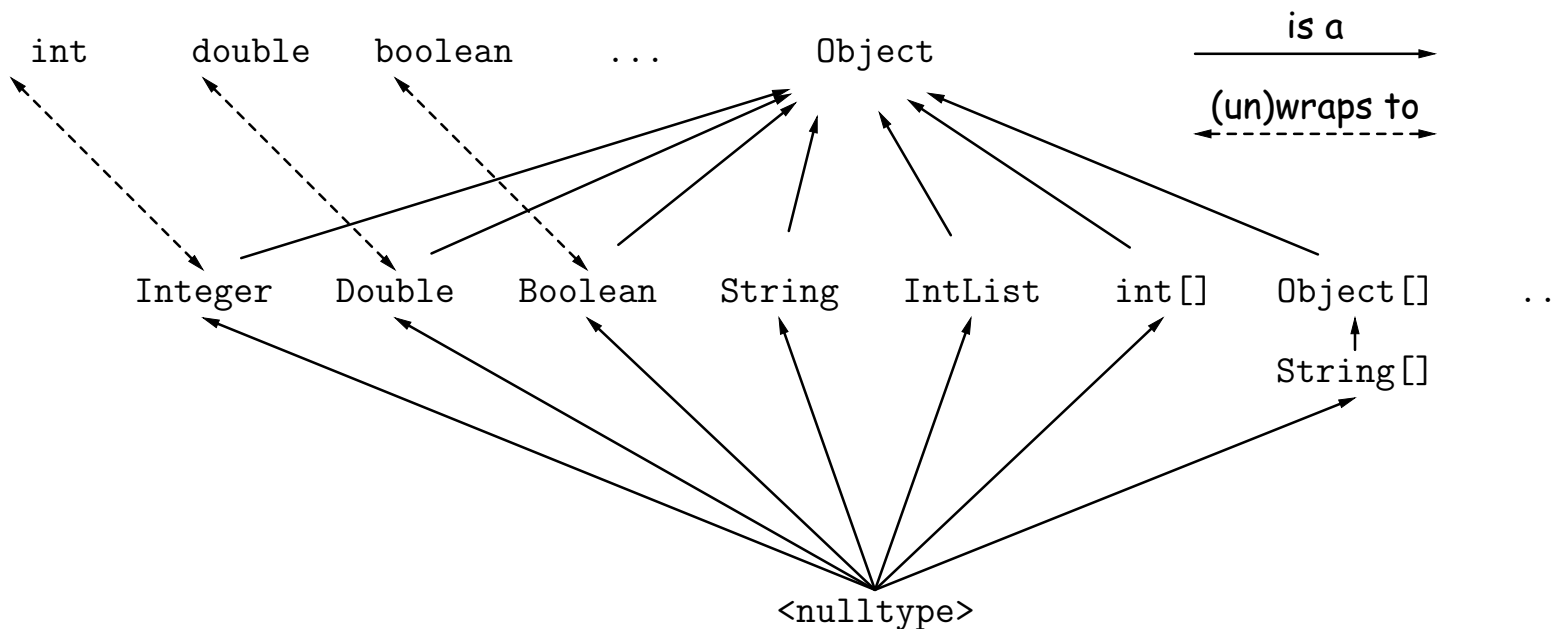 int double boolean ... Object is a
(un)wraps to
Integer Double Boolean String IntList int[] Object[] ..
String[]
<nulltype>